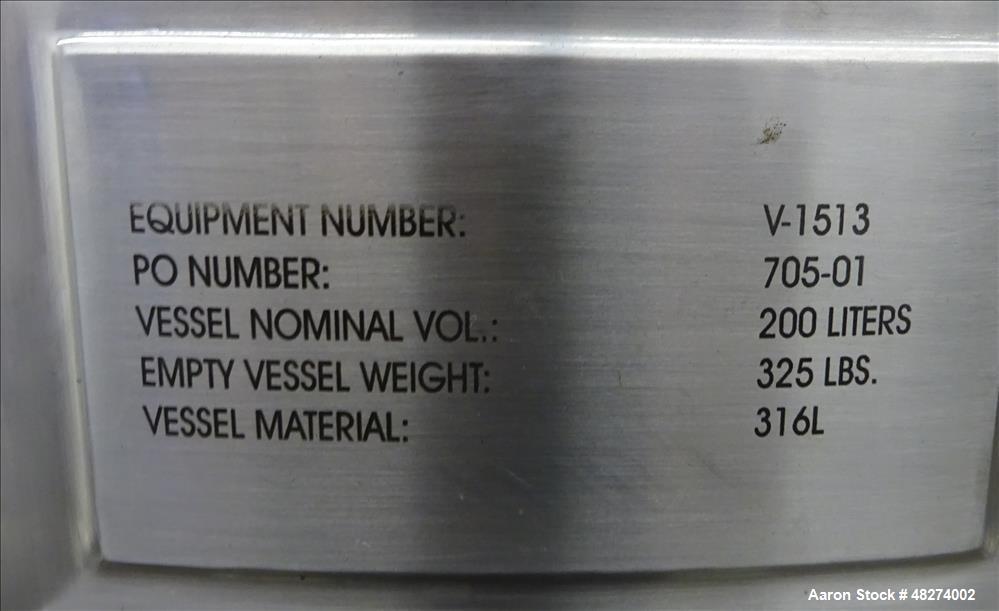 EQUIPMENT NUMBER: V-1513
PO NUMBER: 705-01
VESSEL NOMINAL VOL.: 200 LITERS
EMPTY VESSEL WEIGHT: 325 LBS.
VESSEL MATERIAL: 316L
Aaron Stock # 48274002